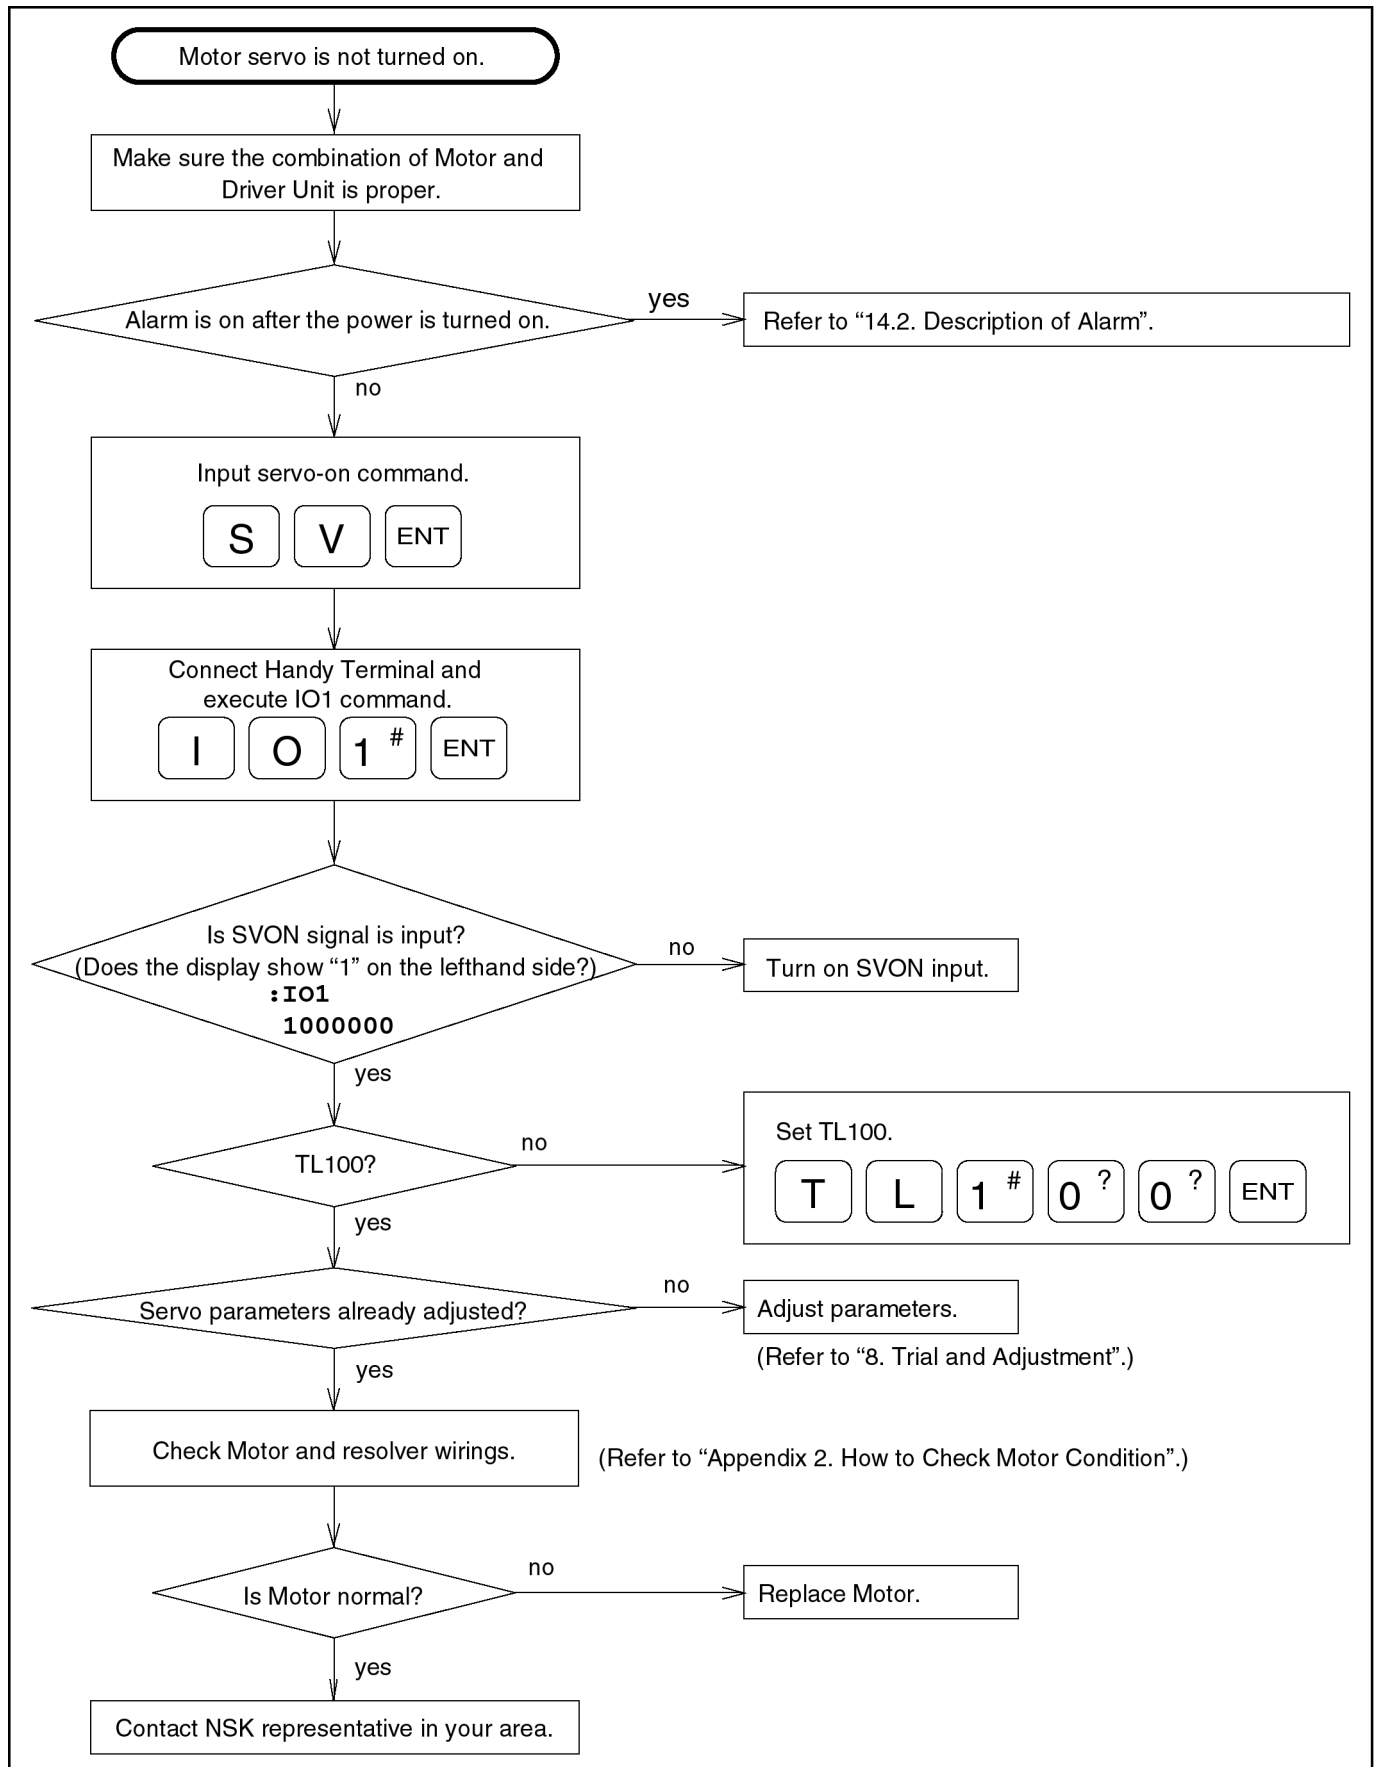 Motor servo is not turned on.
Make sure the combination of Motor and
Driver Unit is proper.
Alarm is on after the power is turned on.
yes
Refer to “14.2. Description of Alarm”.
no
Input servo-on command.
S V ENT
Connect Handy Terminal and
execute IO1 command.
I O 1 # ENT
Is SVON signal is input?
(Does the display show “1” on the lefthand side?)
:IO1
1000000
no
Turn on SVON input.
yes
TL100?
no
Set TL100.
T L 1 # 0 ? 0 ? ENT
yes
Servo parameters already adjusted?
no
Adjust parameters.
(Refer to “8. Trial and Adjustment”.)
yes
Check Motor and resolver wirings.
(Refer to “Appendix 2. How to Check Motor Condition”.)
Is Motor normal?
no
Replace Motor.
yes
Contact NSK representative in your area.